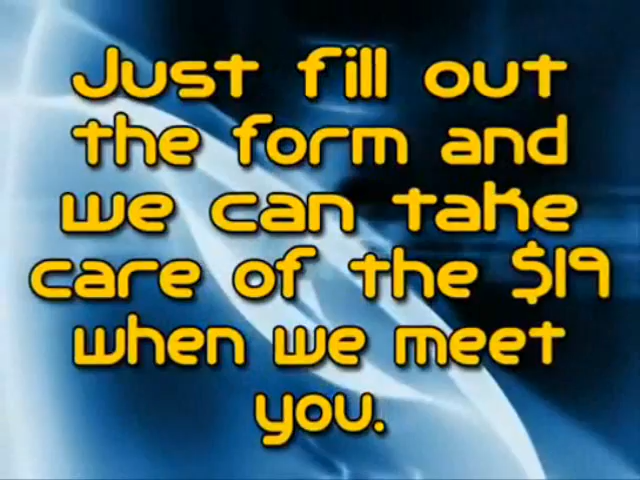 Just fill out
the form and
we can take
care of the $19
when we meet
you.